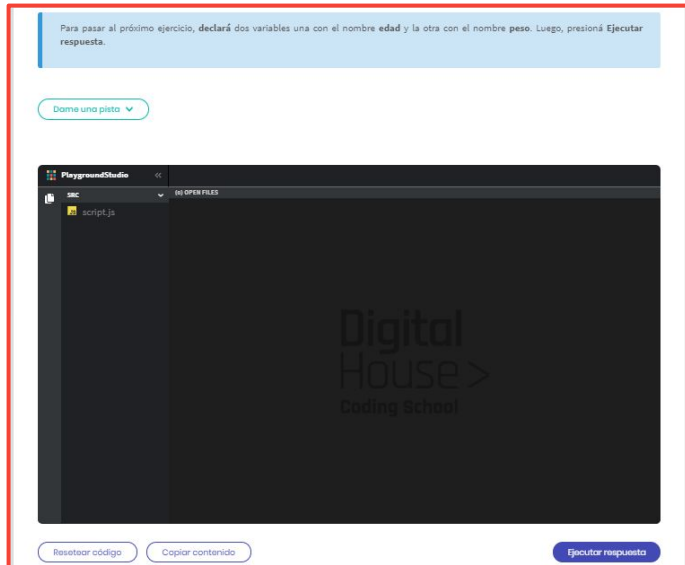 Para pasar al próximo ejercicio, declará dos variables una con el nombre edad y la otra con el nombre peso. Luego, presioná Ejecutar
respuesta.
Dame una pista
PlaygroundStudio
SRC
(0) OPEN FILES
JS script.js
Digital
House>
Coding School
Resetear código
Copiar contenido
Ejecutar respuesta